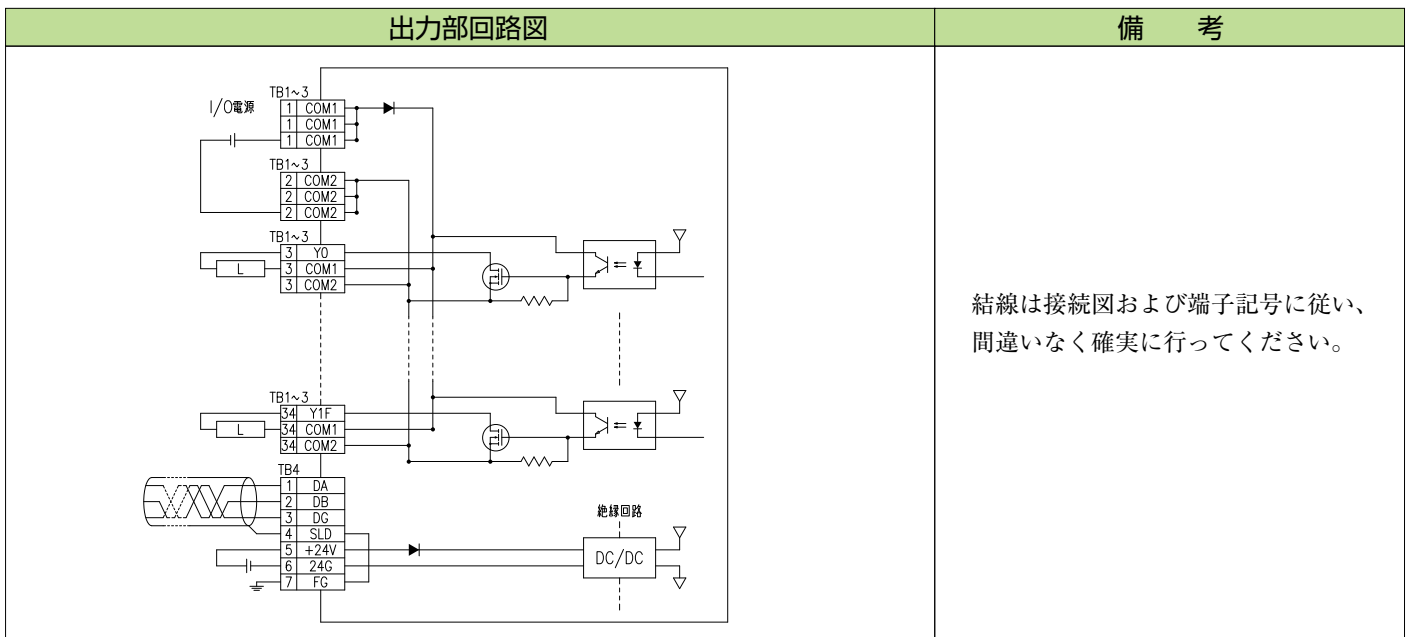 出力部回路図
備　考
I/O電源
TB1~3
1 COM1
1 COM1
1 COM1
TB1~3
2 COM2
2 COM2
2 COM2
TB1~3
3 Y0
L 3 COM1
3 COM2
結線は接続図および端子記号に従い、
間違いなく確実に行ってください。
TB1~3
34 Y1F
L 34 COM1
34 COM2
TB4
1 DA
2 DB
3 DG
4 SLD
5 +24V
6 24G
7 FG
絶縁回路
DC/DC